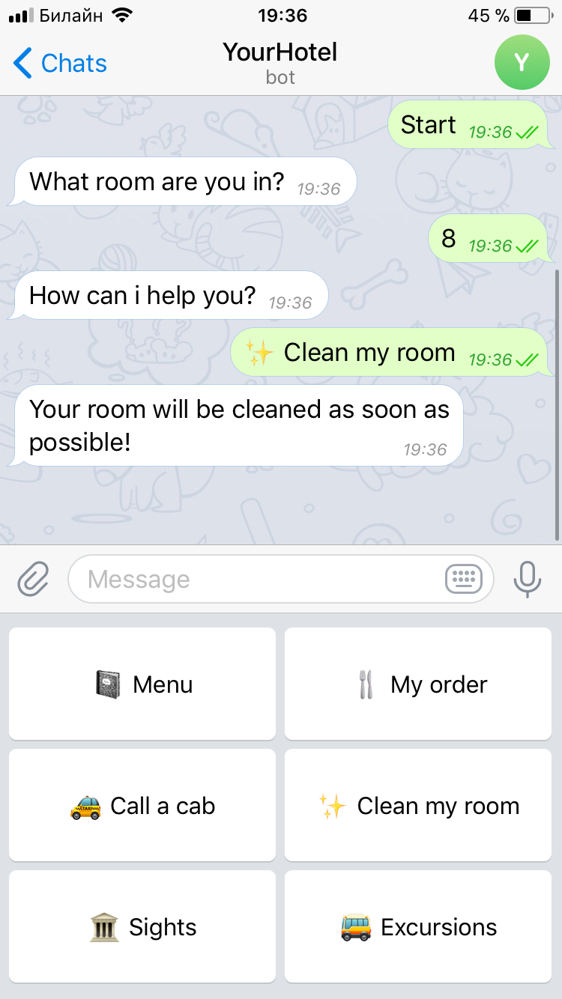 Билайн 19:36 45 %
Chats YourHotel Y
bot
Start 19:36
What room are you in? 19:36
8 19:36
How can i help you? 19:36
✨ Clean my room 19:36
Your room will be cleaned as soon as
possible! 19:36
Message
Menu My order
TAXI Call a cab ✨ Clean my room
Sights Excursions